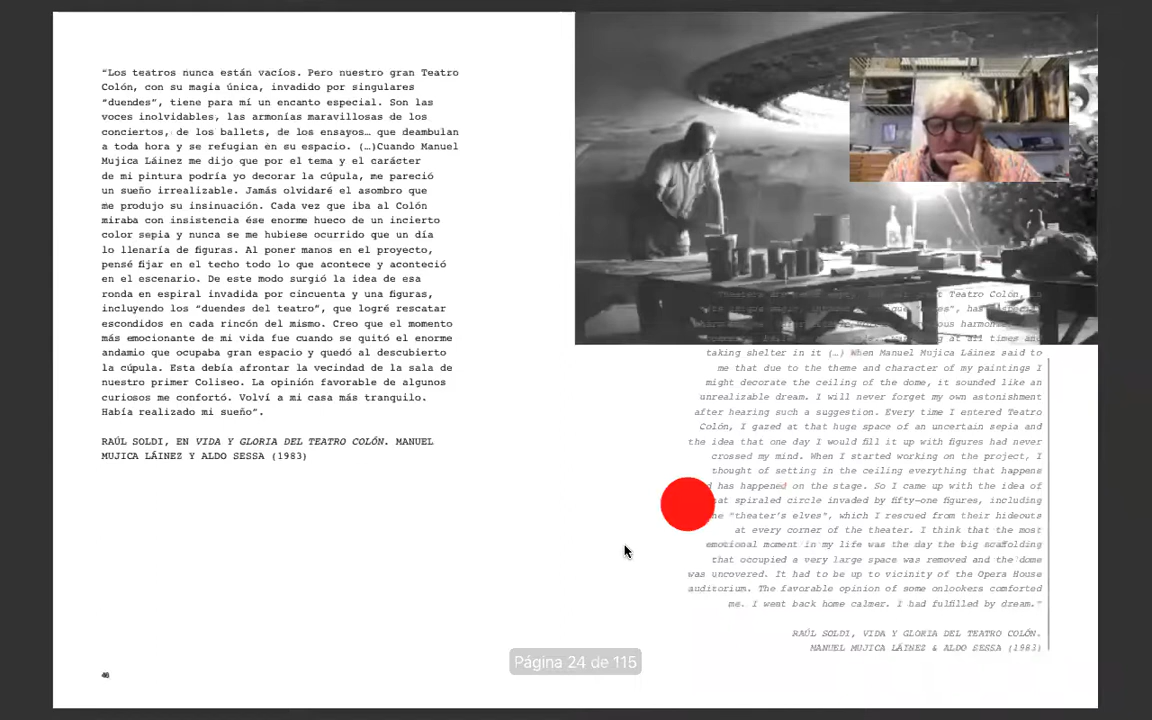 “Los teatros nunca están vacíos. Pero nuestro gran Teatro
Colón, con su magia única, invadido por singulares
“duendes”, tiene para mí un encanto especial. Son las
voces inolvidables, las armonías maravillosas de los
conciertos, de los ballets, de los ensayos… que deambulan
a toda hora y se refugian en su espacio. (…)Cuando Manuel
Mujica Láinez me dijo que por el tema y el carácter
de mi pintura podría yo decorar la cúpula, me pareció
un sueño irrealizable. Jamás olvidaré el asombro que
me produjo su insinuación. Cada vez que iba al Colón
miraba con insistencia ése enorme hueco de un incierto
color sepia y nunca se me hubiese ocurrido que un día
lo llenaría de figuras. Al poner manos en el proyecto,
pensé fijar en el techo todo lo que acontece y aconteció
en el escenario. De este modo surgió la idea de esa
ronda en espiral invadida por cincuenta y una figuras,
incluyendo los “duendes del teatro”, que logré rescatar
escondidos en cada rincón del mismo. Creo que el momento
más emocionante de mi vida fue cuando se quitó el enorme
andamio que ocupaba gran espacio y quedó al descubierto
la cúpula. Esta debía afrontar la vecindad de la sala de
nuestro primer Coliseo. La opinión favorable de algunos
curiosos me confortó. Volví a mi casa más tranquilo.
Había realizado mi sueño”.
RAÚL SOLDI, EN VIDA Y GLORIA DEL TEATRO COLÓN. MANUEL
MUJICA LÁINEZ Y ALDO SESSA (1983)
46
Teatro Colón,
at all times and
taking shelter in it (…) When Manuel Mujica Láinez said to
me that due to the theme and character of my paintings I
might decorate the ceiling of the dome, it sounded like an
unrealizable dream. I will never forget my own astonishment
after hearing such a suggestion. Every time I entered Teatro
Colón, I gazed at that huge space of an uncertain sepia and
the idea that one day I would fill it up with figures had never
crossed my mind. When I started working on the project, I
thought of setting in the ceiling everything that happens
has happened on the stage. So I came up with the idea of
spiraled circle invaded by fifty-one figures, including
“theater’s elves”, which I rescued from their hideouts
at every corner of the theater. I think that the most
emotional moment in my life was the day the big scaffolding
that occupied a very large space was removed and the dome
was uncovered. It had to be up to vicinity of the Opera House
auditorium. The favorable opinion of some onlookers comforted
me. I went back home calmer. I had fulfilled by dream.”
RAÚL SOLDI, VIDA Y GLORIA DEL TEATRO COLÓN.
MANUEL MUJICA LÁINEZ & ALDO SESSA (1983)
Página 24 de 115